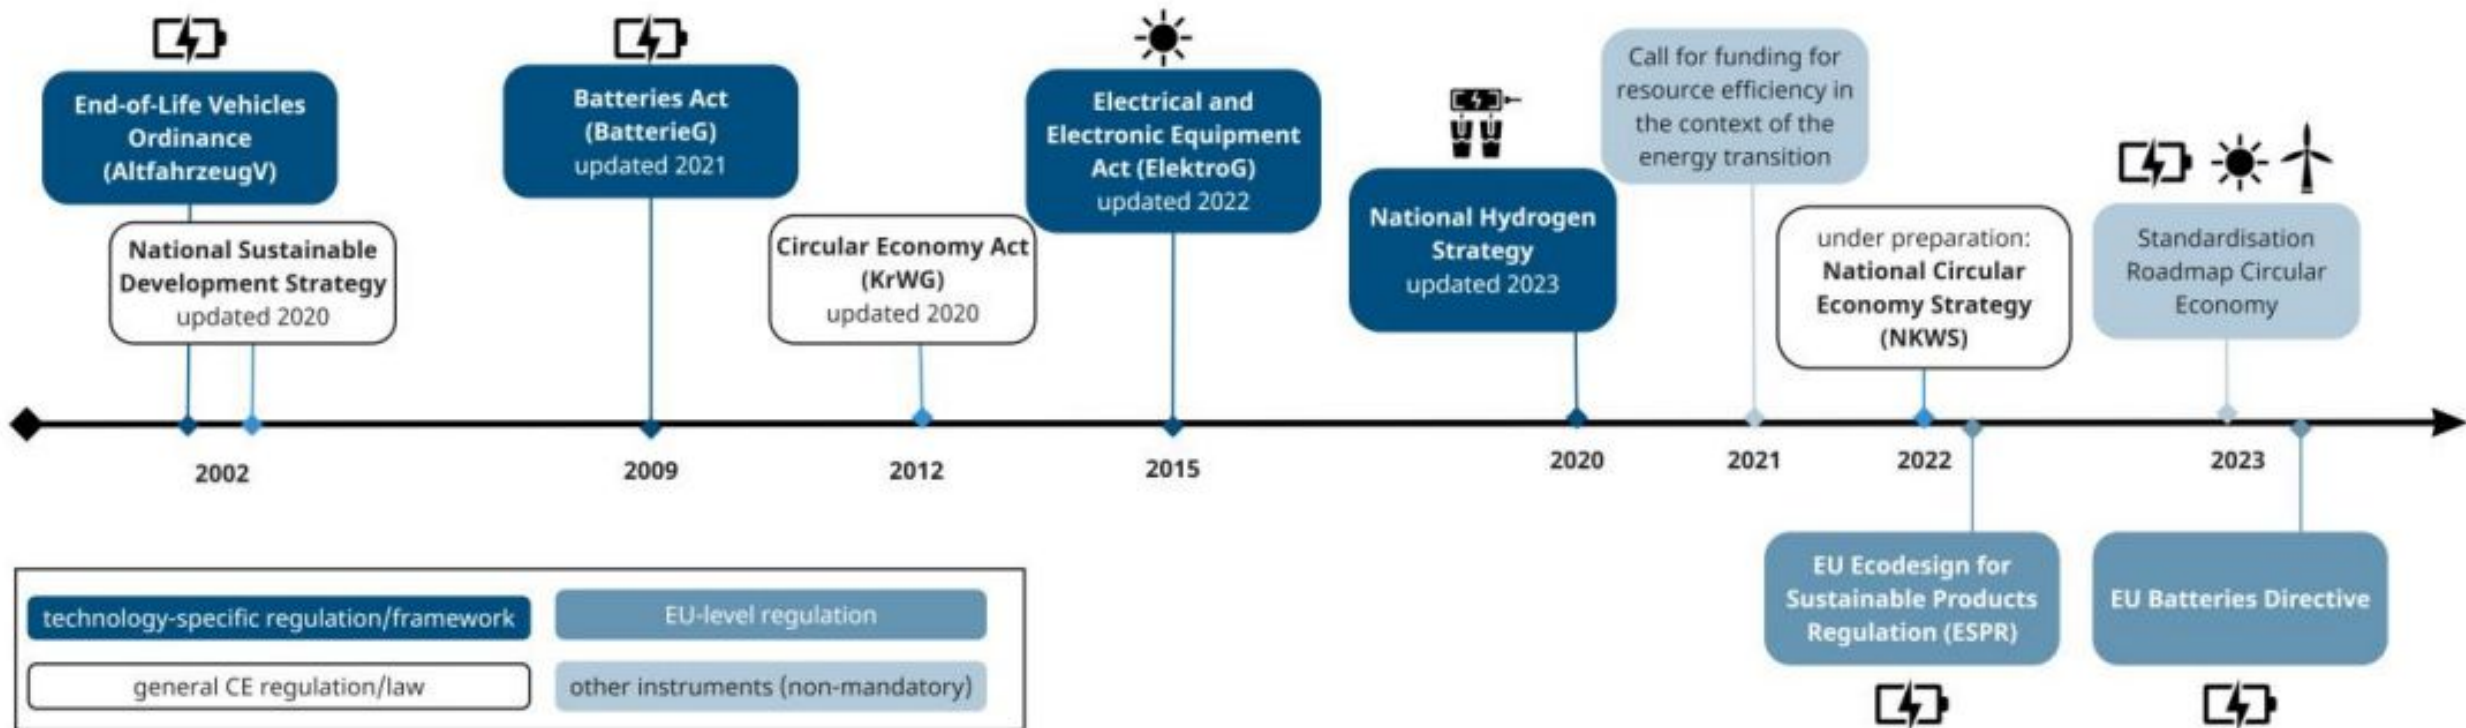 End-of-Life Vehicles
Ordinance
(AltfahrzeugV)
National Sustainable
Development Strategy
updated 2020
Batteries Act
(BatterieG)
updated 2021
Circular Economy Act
(KrWG)
updated 2020
Electrical and
Electronic Equipment
Act (ElektroG)
updated 2022
National Hydrogen
Strategy
updated 2023
Call for funding for
resource efficiency in
the context of the
energy transition
under preparation:
National Circular
Economy Strategy
(NKWS)
Standardisation
Roadmap Circular
Economy
2002
2009
2012
2015
2020
2021
2022
2023
EU Ecodesign for
Sustainable Products
Regulation (ESPR)
EU Batteries Directive
technology-specific regulation/framework
EU-level regulation
general CE regulation/law
other instruments (non-mandatory)